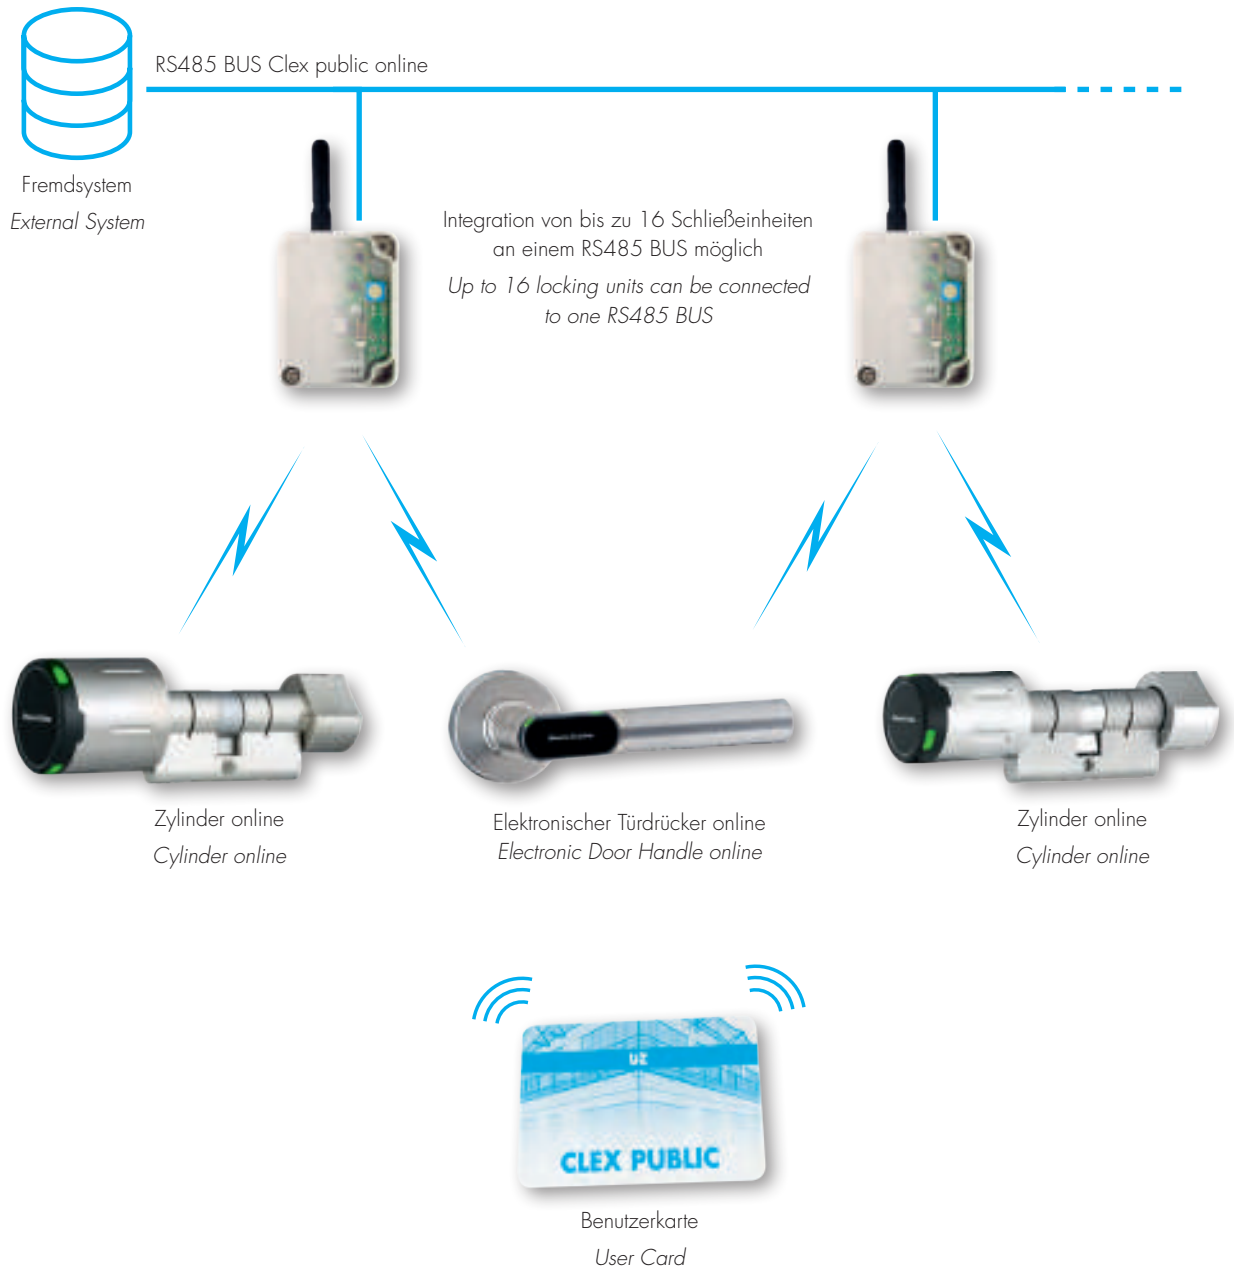 RS485 BUS Clex public online
Fremdsystem
External System
Integration von bis zu 16 Schließeinheiten
an einem RS485 BUS möglich
Up to 16 locking units can be connected
to one RS485 BUS
Zylinder online
Cylinder online
Elektronischer Türdrücker online
Electronic Door Handle online
Zylinder online
Cylinder online
UZ
CLEX PUBLIC
Benutzerkarte
User Card